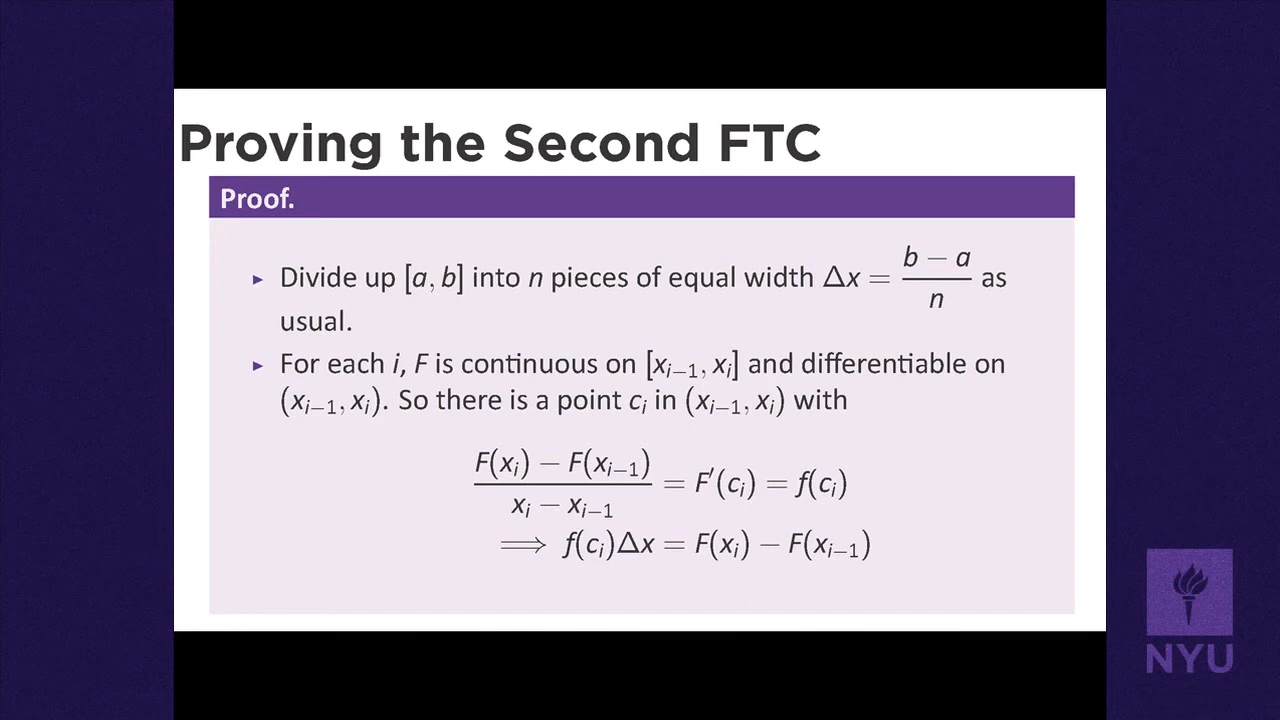 Proving the Second FTC
Proof.
▸ Divide up [a, b] into n pieces of equal width Δx = \frac{b − a}{n} as
usual.
▸ For each i, F is continuous on [x_{i−1}, x_i] and differentiable on
(x_{i−1}, x_i). So there is a point c_i in (x_{i−1}, x_i) with
\frac{F(x_i) − F(x_{i−1})}{x_i − x_{i−1}} = F′(c_i) = f(c_i)
⟹ f(c_i)Δx = F(x_i) − F(x_{i−1})
NYU